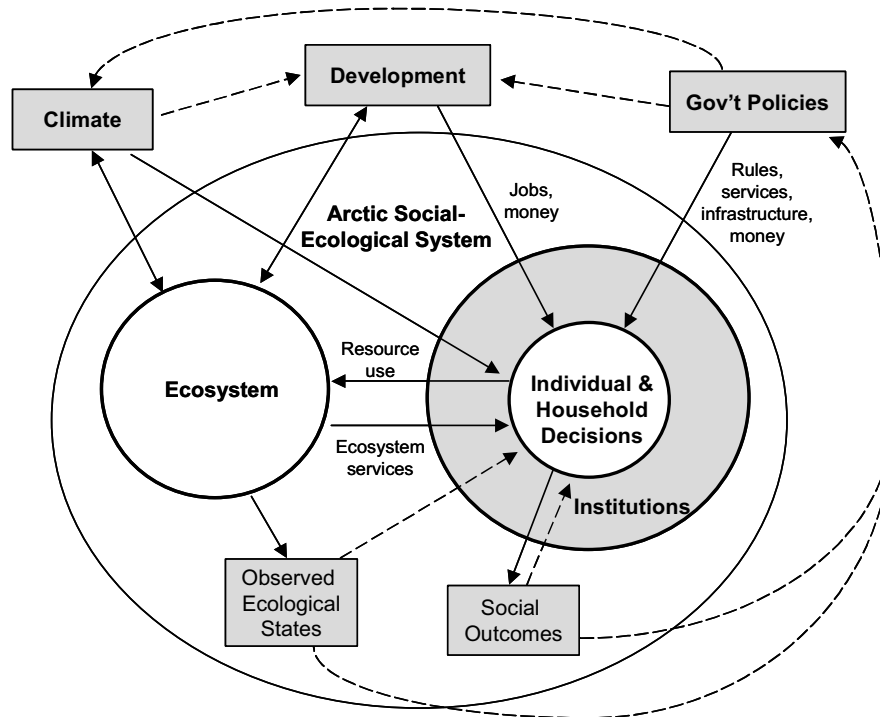 Development
Climate
Gov't Policies
Rules,
services,
infrastructure,
money
Jobs,
money
Arctic Social-
Ecological System
Resource
use
Ecosystem
Individual &
Household
Decisions
Ecosystem
services
Institutions
Observed
Ecological
States
Social
Outcomes